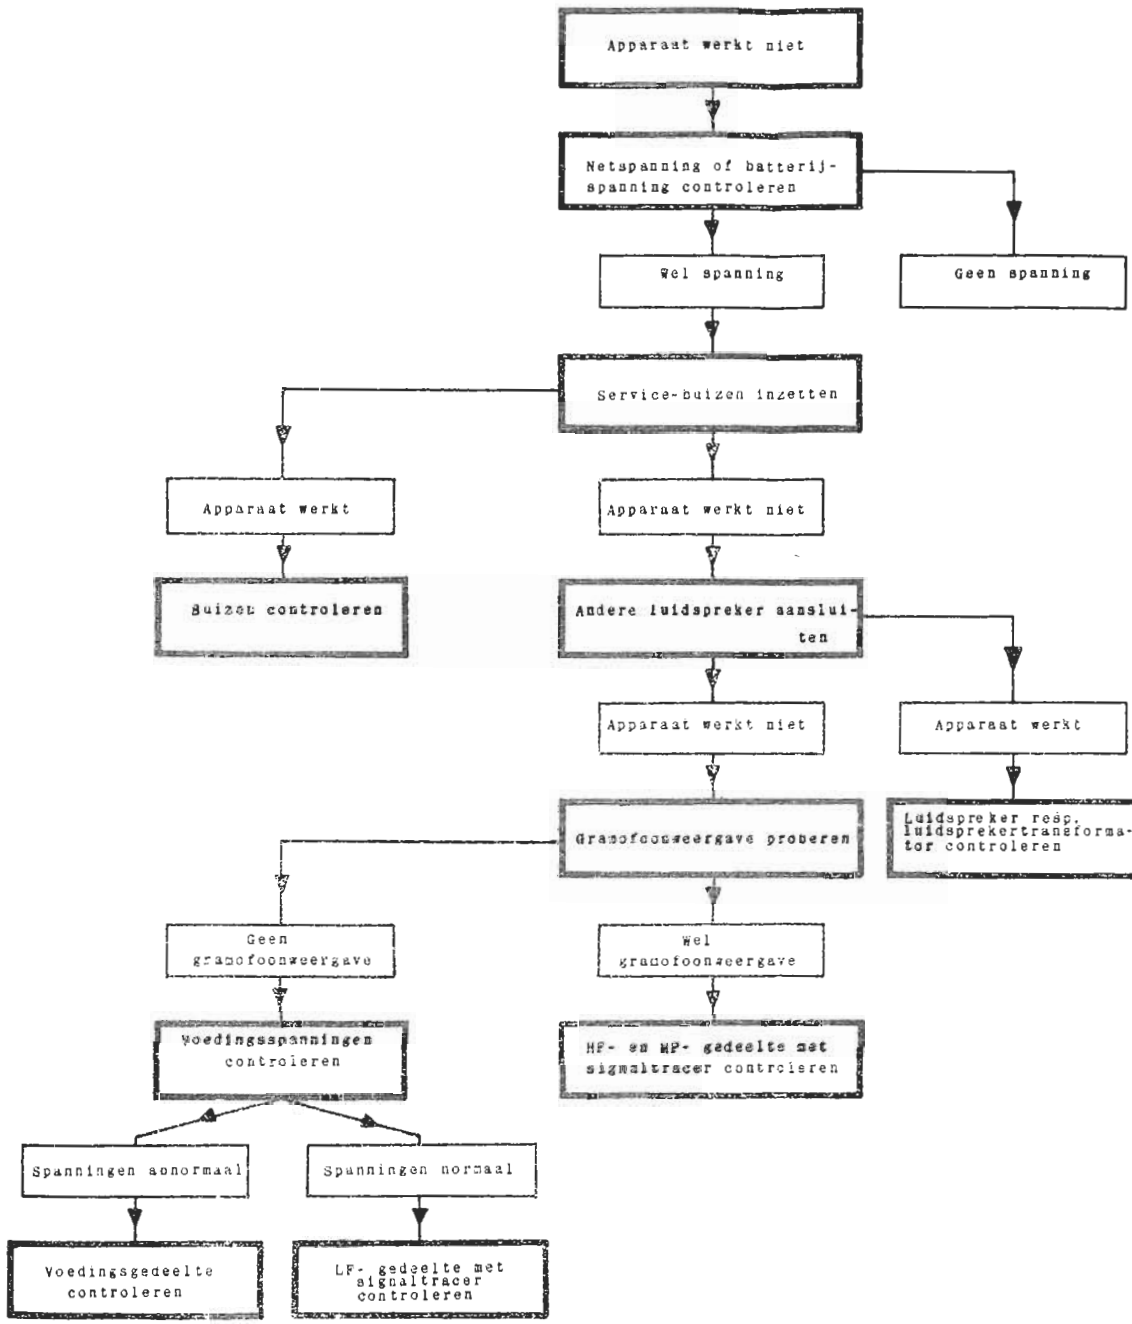 Apparaat werkt niet
Netspanning of batterij-
spanning controleren
Wel spanning
Geen spanning
Service-buizen inzetten
Apparaat werkt
Apparaat werkt niet
Buizen controleren
Andere luidspreker aanslui-
ten
Apparaat werkt niet
Apparaat werkt
Gramofoonweergave proberen
Luidspreker resp.
luidsprekertransforma-
tor controleren
Geen
gramofoonweergave
Wel
gramofoonweergave
Voedingsspanningen
controleren
HF- en MF- gedeelte met
signaltracer controleren
Spanningen abnormaal
Spanningen normaal
Voedingsgedeelte
controleren
LF- gedeelte met
signaltracer
controleren